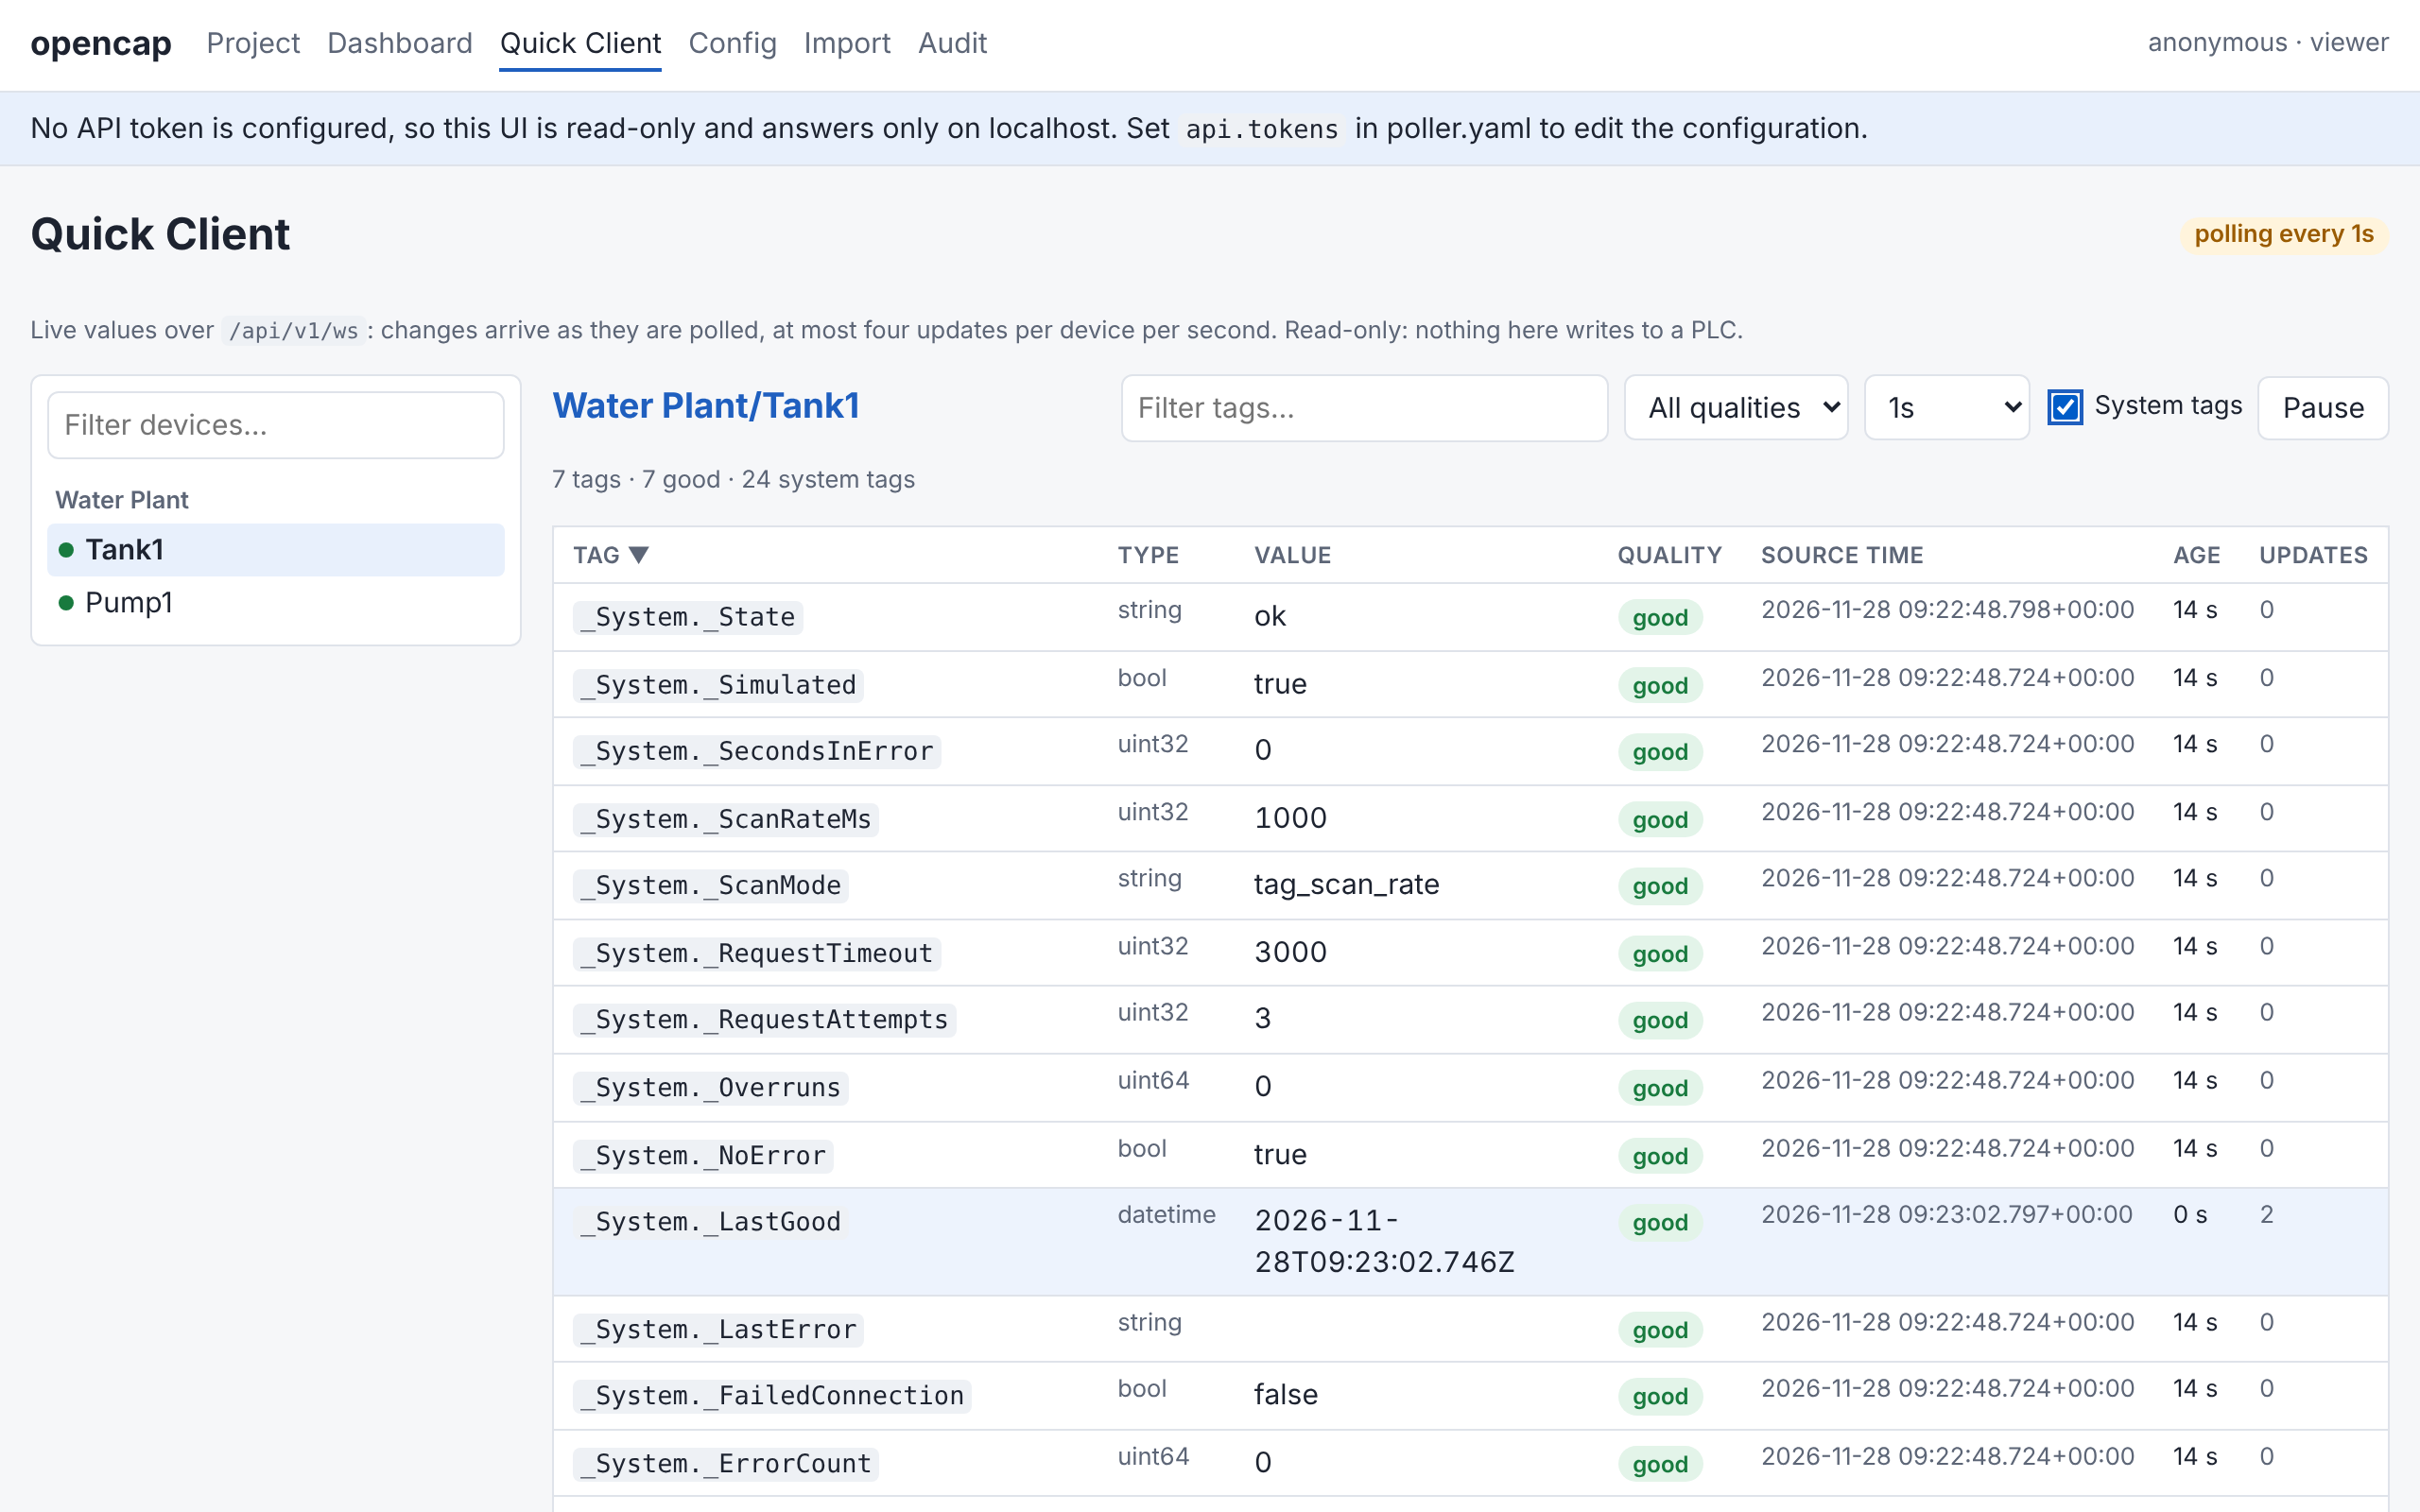 opencap Project Dashboard Quick Client Config Import Audit anonymous · viewer
No API token is configured, so this UI is read-only and answers only on localhost. Set api.tokens in poller.yaml to edit the configuration.
Quick Client polling every 1s
Live values over /api/v1/ws: changes arrive as they are polled, at most four updates per device per second. Read-only: nothing here writes to a PLC.
Filter devices...
Water Plant
Tank1
Pump1
Water Plant/Tank1 Filter tags... All qualities 1s System tags Pause
7 tags · 7 good · 24 system tags
TAG ▼ TYPE VALUE QUALITY SOURCE TIME AGE UPDATES
_System._State string ok good 2026-11-28 09:22:48.798+00:00 14 s 0
_System._Simulated bool true good 2026-11-28 09:22:48.724+00:00 14 s 0
_System._SecondsInError uint32 0 good 2026-11-28 09:22:48.724+00:00 14 s 0
_System._ScanRateMs uint32 1000 good 2026-11-28 09:22:48.724+00:00 14 s 0
_System._ScanMode string tag_scan_rate good 2026-11-28 09:22:48.724+00:00 14 s 0
_System._RequestTimeout uint32 3000 good 2026-11-28 09:22:48.724+00:00 14 s 0
_System._RequestAttempts uint32 3 good 2026-11-28 09:22:48.724+00:00 14 s 0
_System._Overruns uint64 0 good 2026-11-28 09:22:48.724+00:00 14 s 0
_System._NoError bool true good 2026-11-28 09:22:48.724+00:00 14 s 0
_System._LastGood datetime 2026-11- good 2026-11-28 09:23:02.797+00:00 0 s 2
28T09:23:02.746Z
_System._LastError string good 2026-11-28 09:22:48.724+00:00 14 s 0
_System._FailedConnection bool false good 2026-11-28 09:22:48.724+00:00 14 s 0
_System._ErrorCount uint64 0 good 2026-11-28 09:22:48.724+00:00 14 s 0